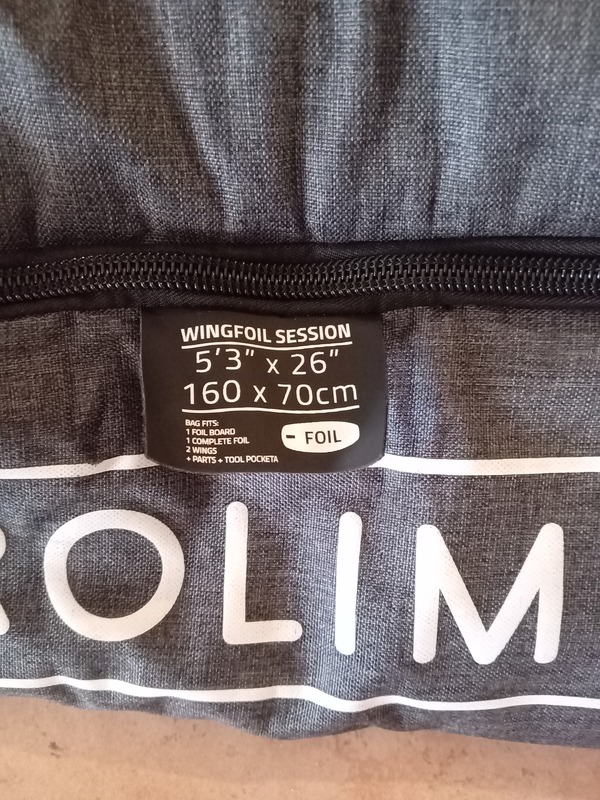 WINGFOIL SESSION
5'3" x 26"
160 x 70cm
BAG FITS:
1 FOIL BOARD
1 COMPLETE FOIL
2 WINGS
+ PARTS + TOOL POCKETA
- FOIL
ROLIM